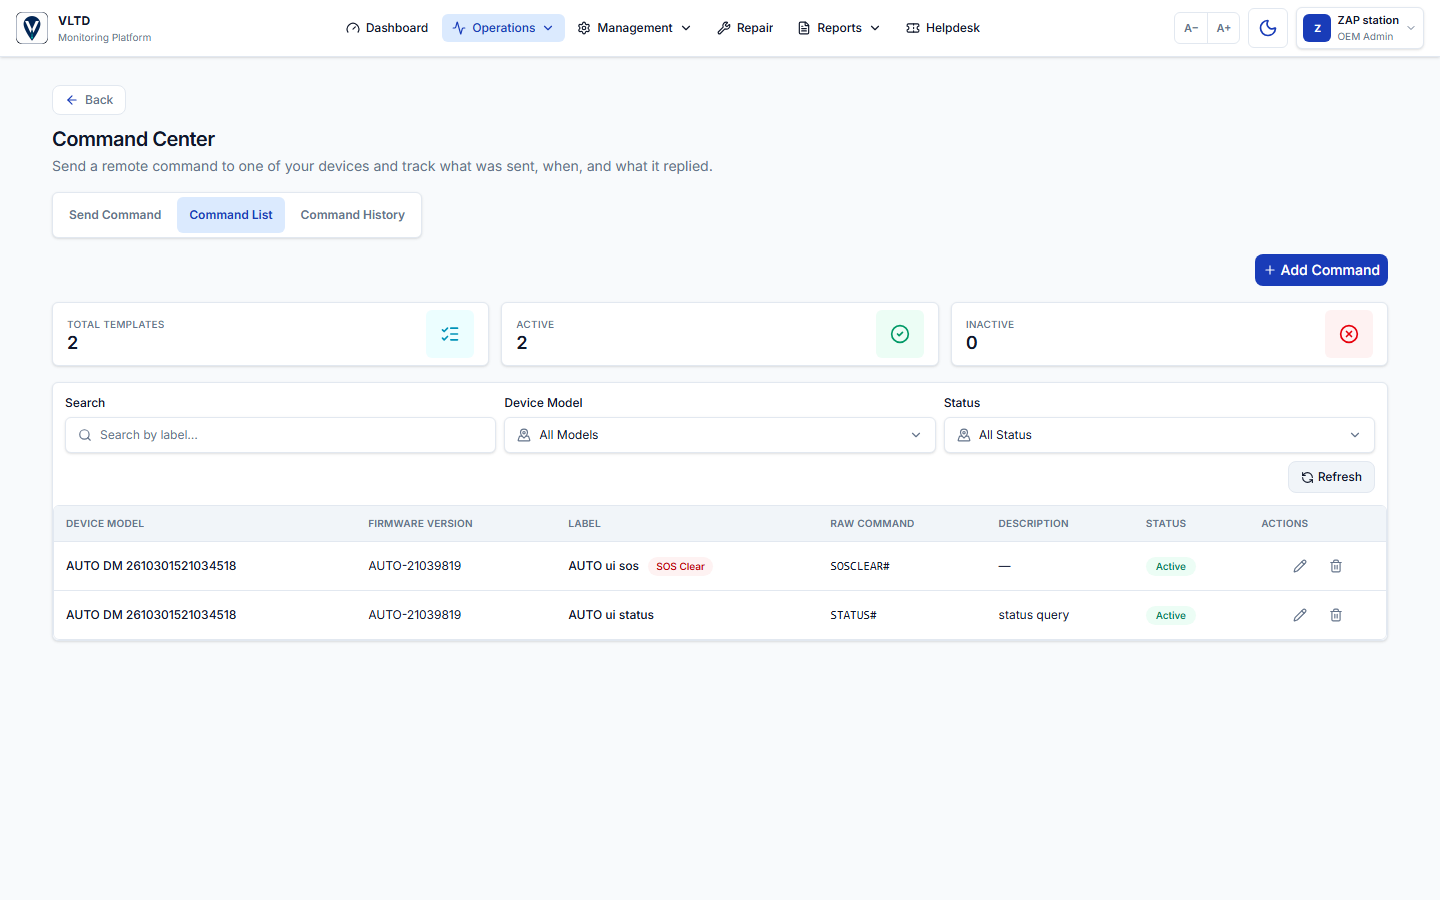 VLTD
Monitoring Platform
Dashboard
Operations
Management
Repair
Reports
Helpdesk
A−
A+
Z
ZAP station
OEM Admin
Back
Command Center
Send a remote command to one of your devices and track what was sent, when, and what it replied.
Send Command
Command List
Command History
+ Add Command
TOTAL TEMPLATES
2
ACTIVE
2
INACTIVE
0
Search
Device Model
Status
Search by label...
All Models
All Status
Refresh
DEVICE MODEL FIRMWARE VERSION LABEL RAW COMMAND DESCRIPTION STATUS ACTIONS
AUTO DM 2610301521034518 AUTO-21039819 AUTO ui sos SOS Clear SOSCLEAR# — Active
AUTO DM 2610301521034518 AUTO-21039819 AUTO ui status STATUS# status query Active